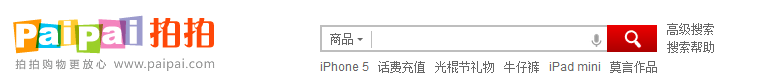 PaiPai 拍拍
拍拍购物更放心 www.paipai.com
商品
高级搜索
搜索帮助
iPhone 5 话费充值 光棍节礼物 牛仔裤 iPad mini 莫言作品